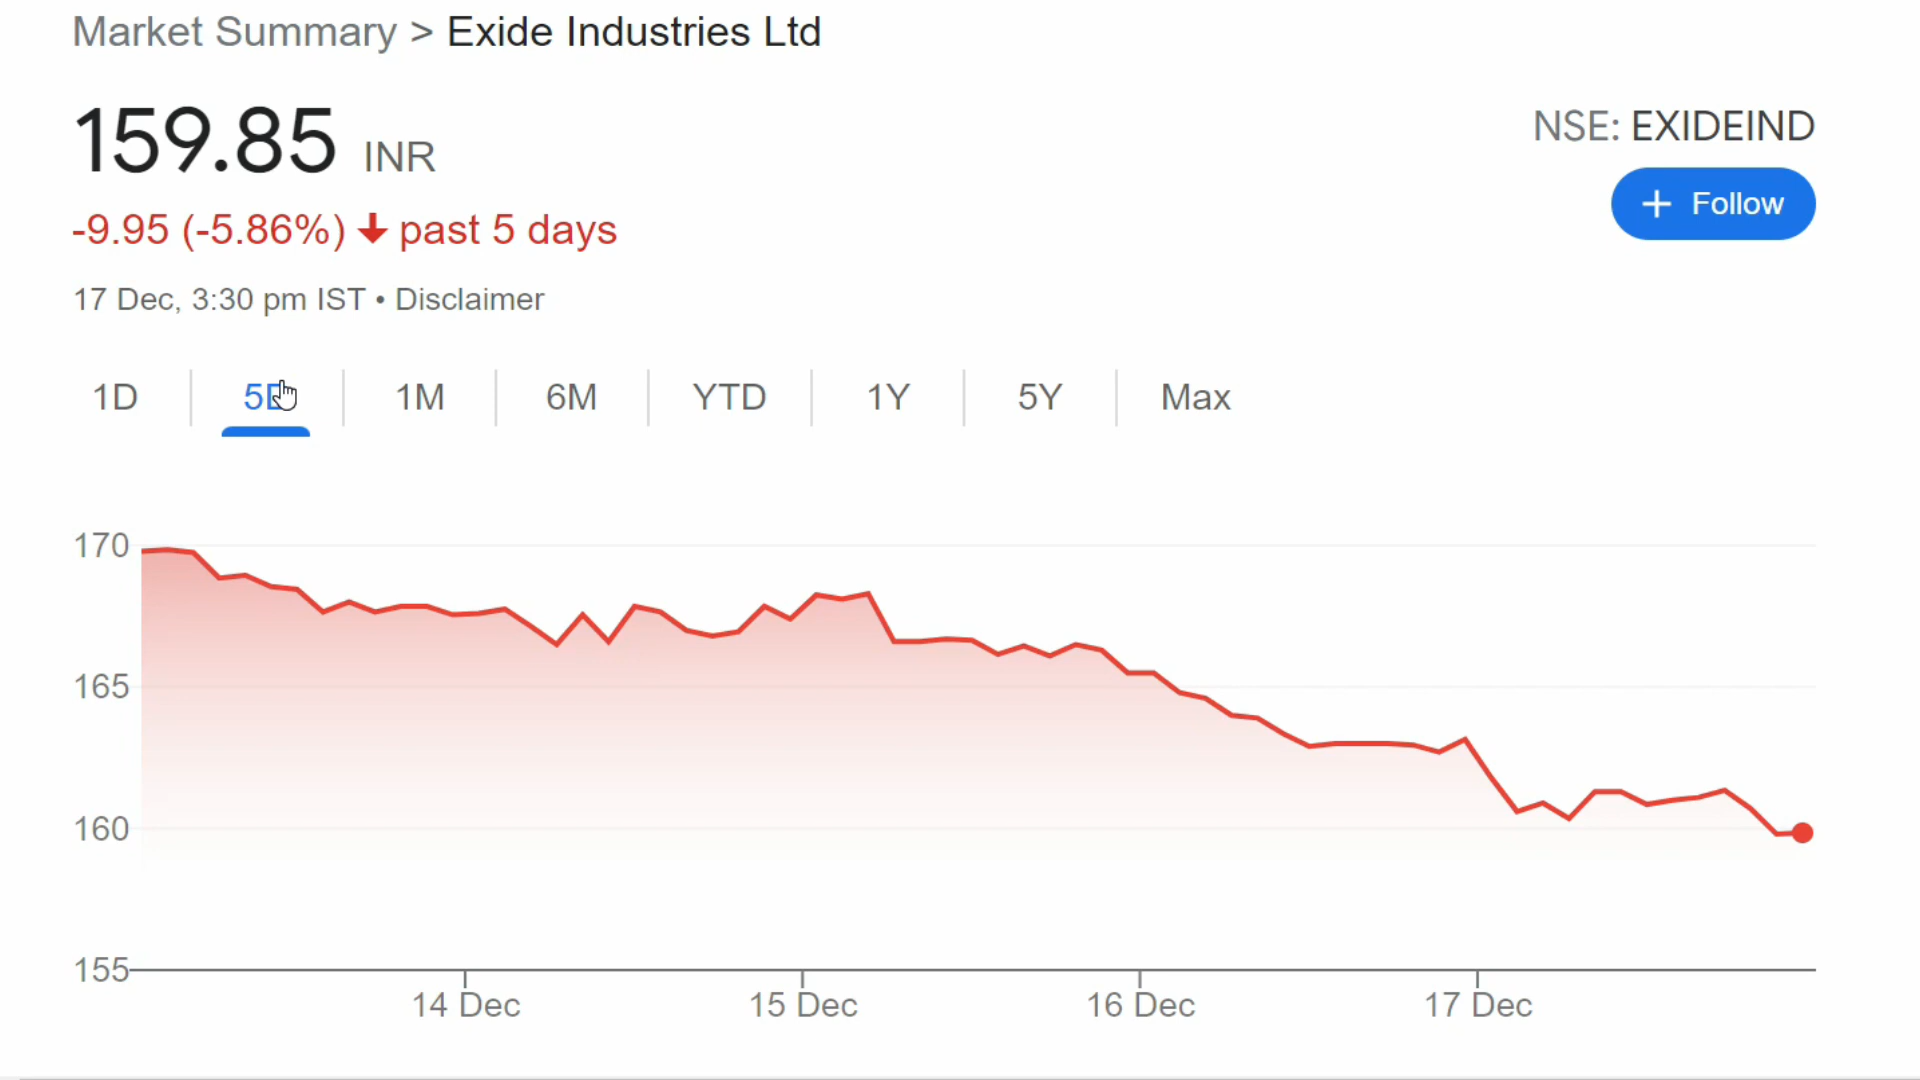 Market Summary > Exide Industries Ltd
159.85 INR
NSE: EXIDEIND
+ Follow
-9.95 (-5.86%) ↓ past 5 days
17 Dec, 3:30 pm IST • Disclaimer
1D 5D 1M 6M YTD 1Y 5Y Max
170
165
160
155
14 Dec 15 Dec 16 Dec 17 Dec